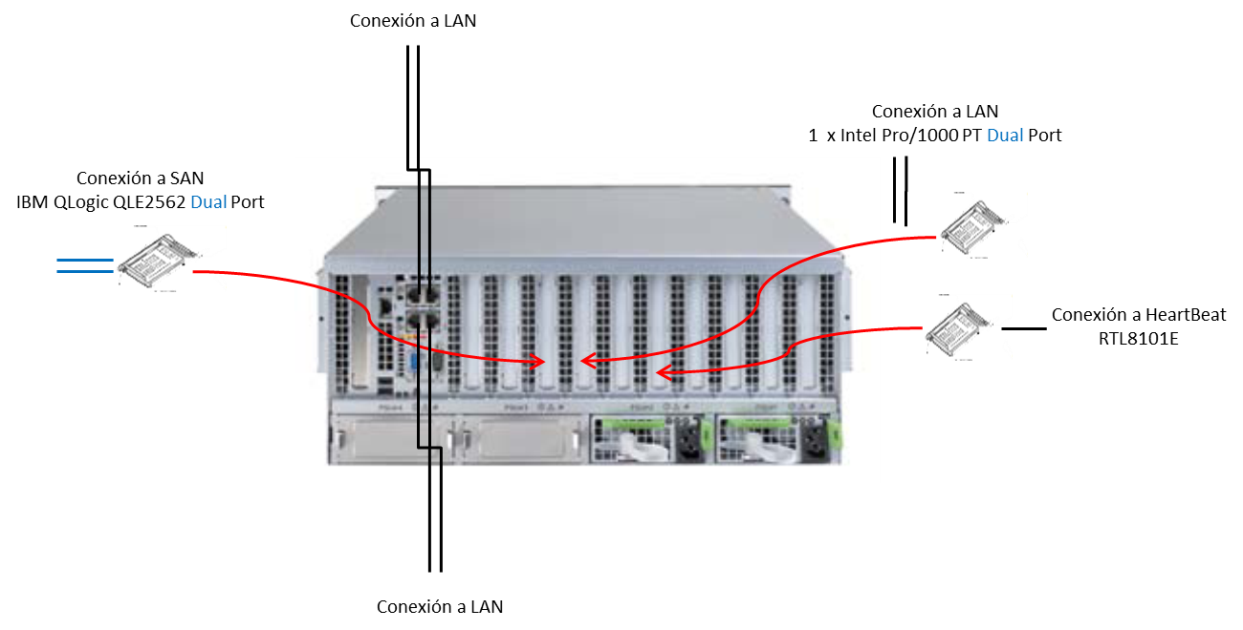 Conexión a LAN
Conexión a LAN
1 x Intel Pro/1000 PT Dual Port
Conexión a SAN
IBM QLogic QLE2562 Dual Port
Conexión a HeartBeat
RTL8101E
Conexión a LAN